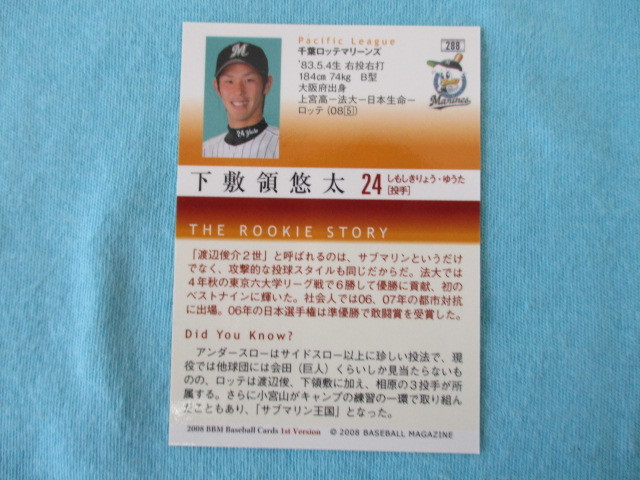 Pacific League
200
千葉ロッテマリーンズ
'83.5.4生 右投右打
184㎝ 74㎏ B型
大阪府出身
上宮高－法大－日本生命－
ロッテ(08⑤)
M
Marines
下敷領悠太 24 しもしきりょう・ゆうた
[投手]
THE ROOKIE STORY
「渡辺俊介２世」と呼ばれるのは、サブマリンというだけ
でなく、攻撃的な投球スタイルも同じだからだ。法大では
４年秋の東京六大学リーグ戦で６勝して優勝に貢献、初の
ベストナインに輝いた。社会人では06、07年の都市対抗
に出場。06年の日本選手権は準優勝で敢闘賞を受賞した。
Did You Know?
アンダースローはサイドスロー以上に珍しい投法で、現
役では他球団には会田（巨人）くらいしか見当たらないも
のの、ロッテは渡辺俊、下敷領に加え、相原の３投手が所
属する。さらに小宮山がキャンプの練習の一環で取り組ん
だこともあり、「サブマリン王国」となった。
2008 BBM Baseball Cards 1st Version © 2008 BASEBALL MAGAZINE